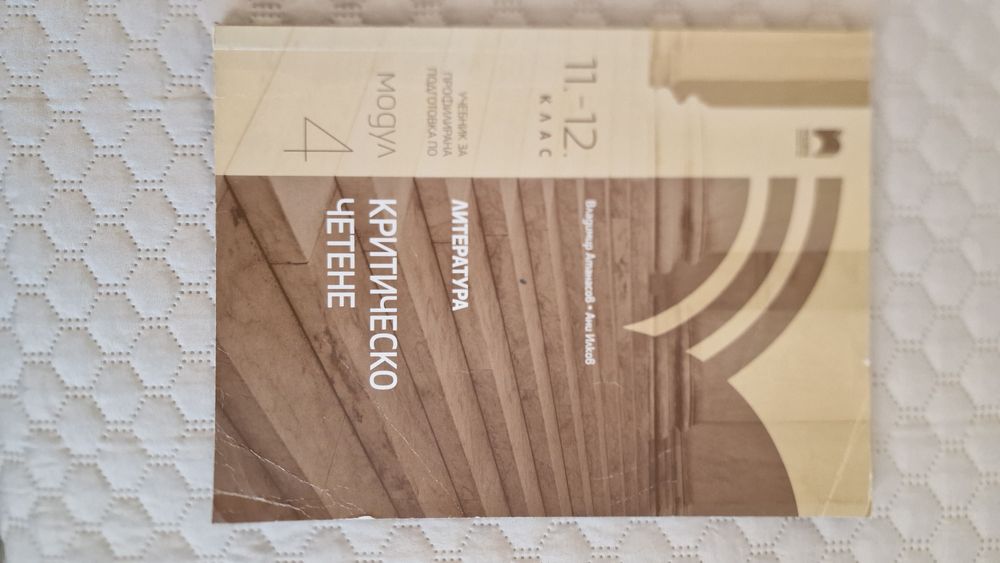 11.-12.
КЛАС
Владимир Атанасов • Ани Илков
УЧЕБНИК ЗА
ПРОФИЛИРАНА
ПОДГОТОВКА ПО
ЛИТЕРАТУРА
МОДУЛ
4
КРИТИЧЕСКО
ЧЕТЕНЕ